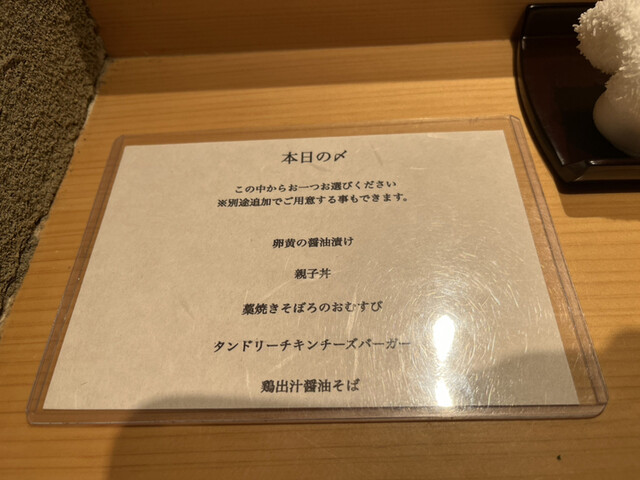 本日の〆
この中からお一つお選びください
※別途追加でご用意する事もできます。
卵黄の醤油漬け
親子丼
藁焼きそぼろのおむすび
タンドリーチキンチーズバーガー
鶏出汁醤油そば